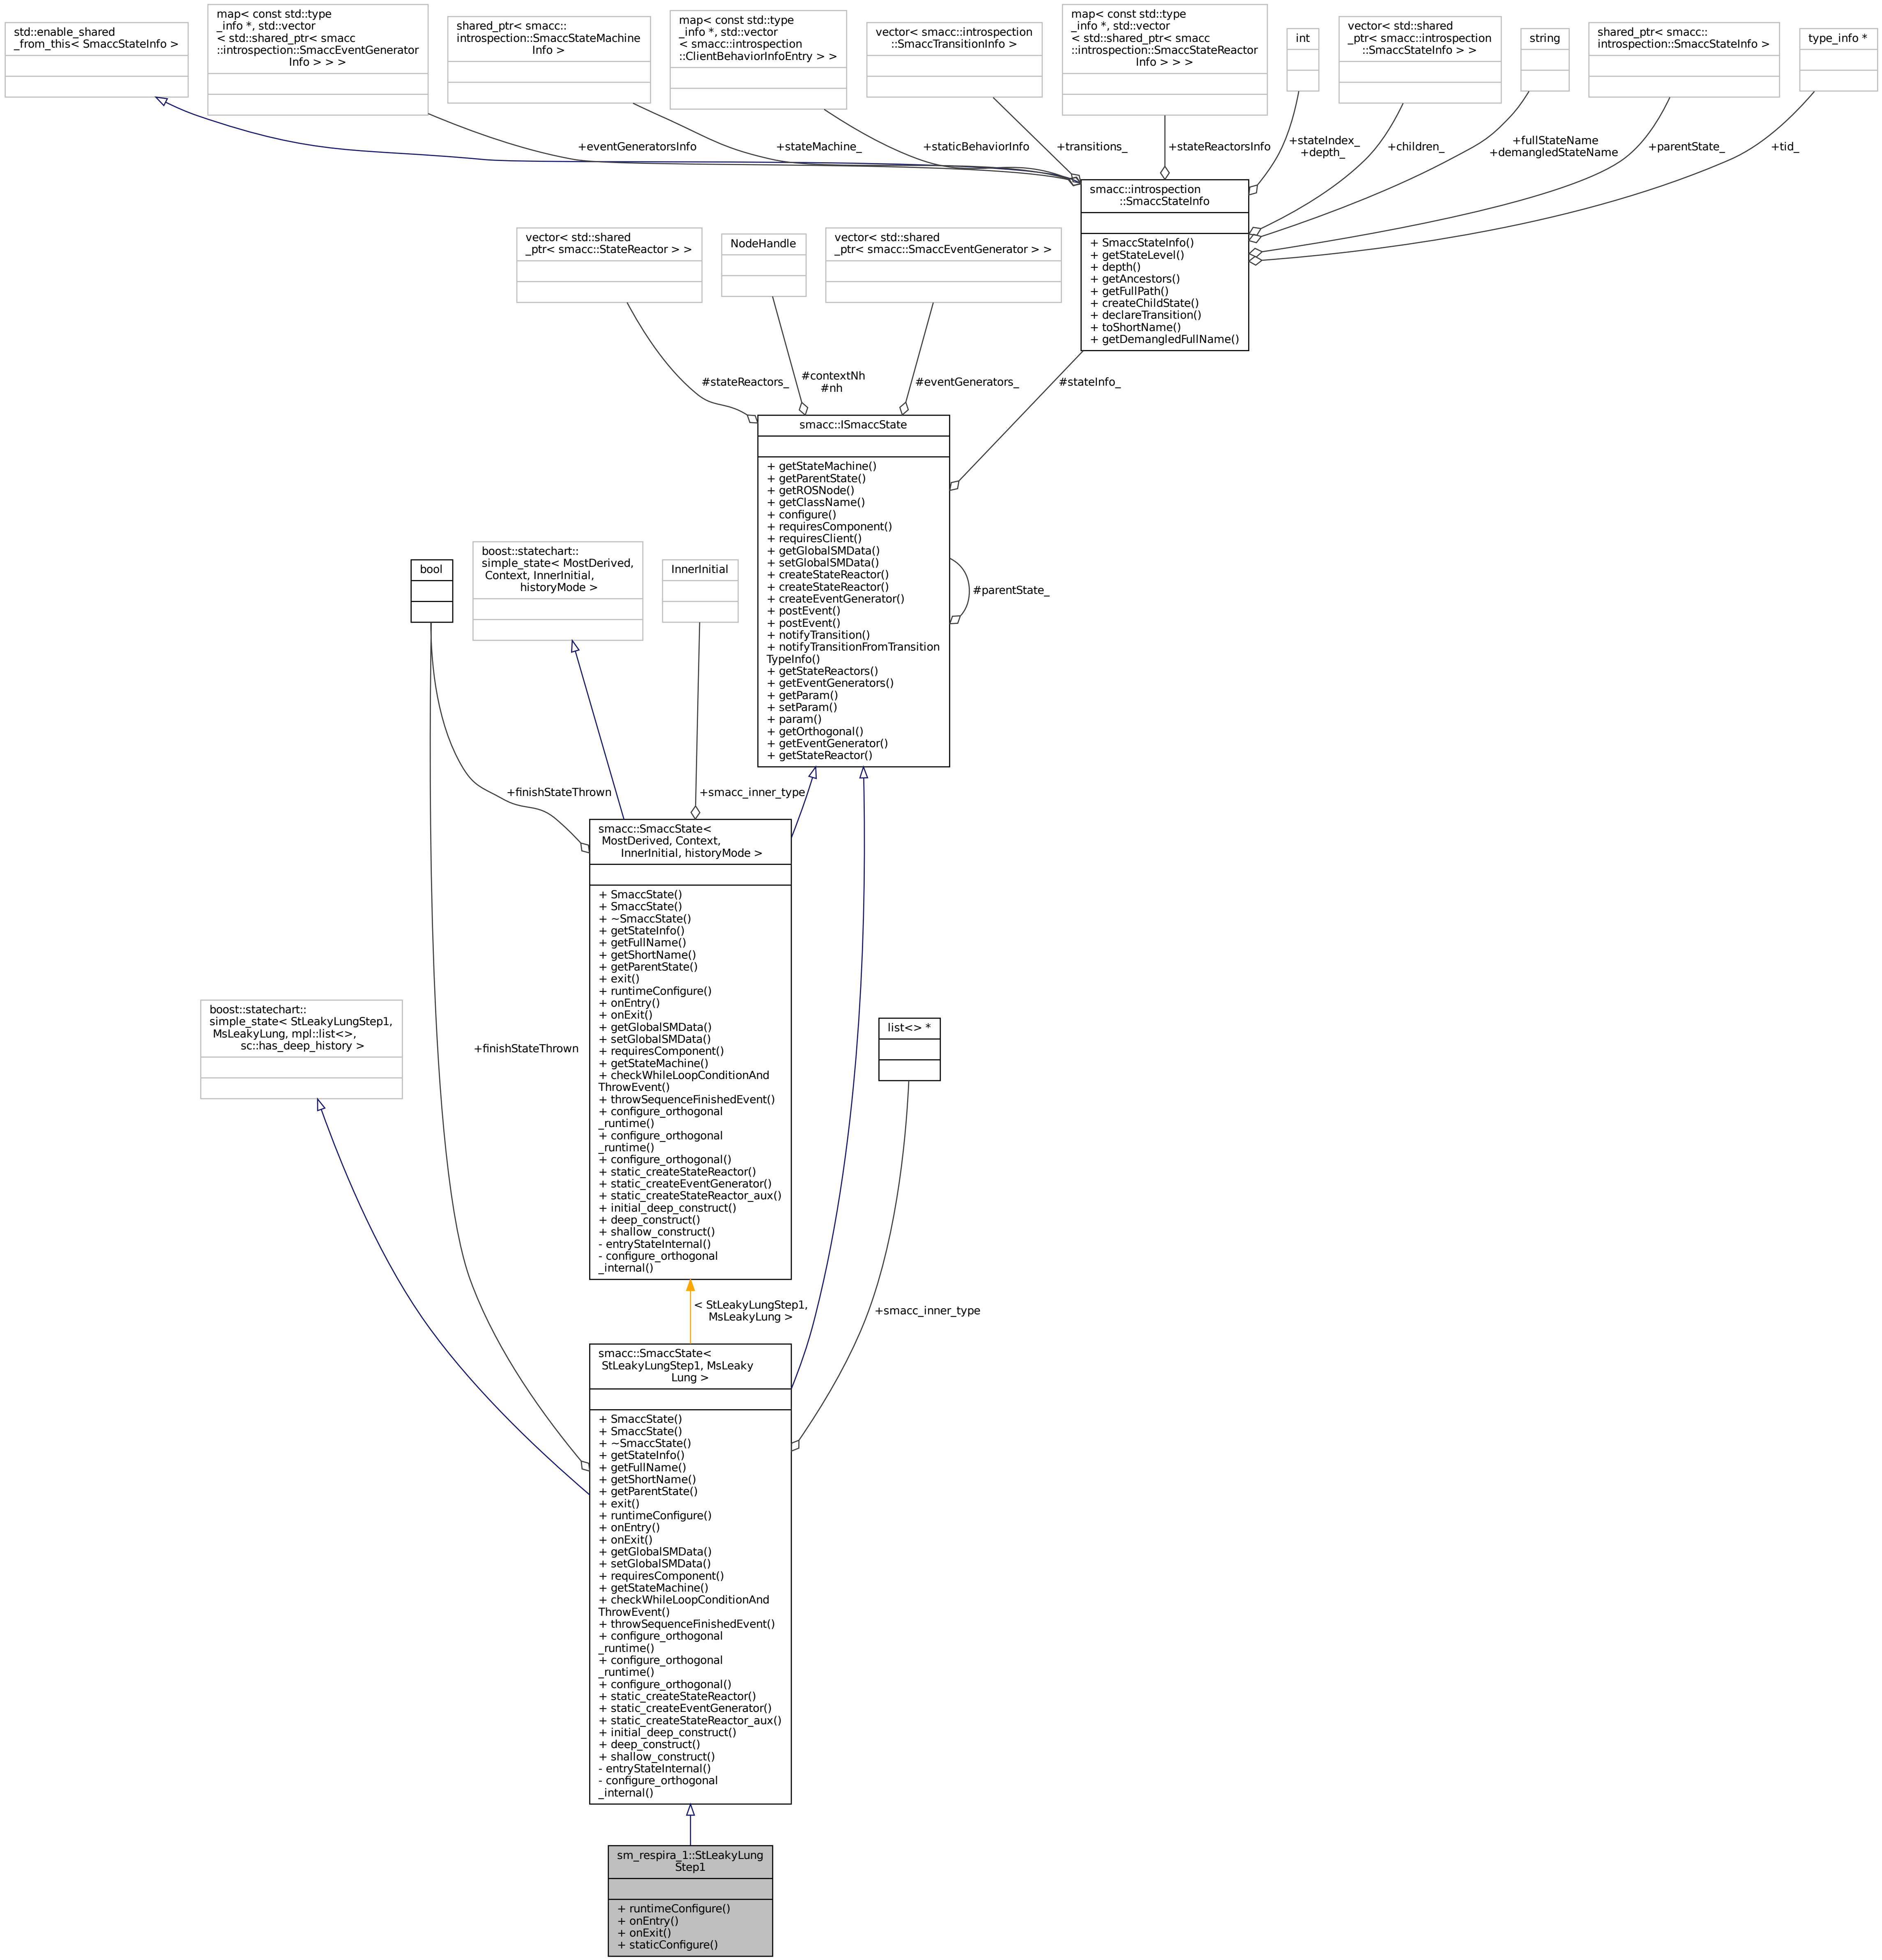 std::enable_shared
_from_this< SmaccStateInfo >
map< const std::type
_info *, std::vector
< std::shared_ptr< smacc
::introspection::SmaccEventGenerator
Info > > >
shared_ptr< smacc::
introspection::SmaccStateMachine
Info >
map< const std::type
_info *, std::vector
< smacc::introspection
::ClientBehaviorInfoEntry > >
vector< smacc::introspection
::SmaccTransitionInfo >
map< const std::type
_info *, std::vector
< std::shared_ptr< smacc
::introspection::SmaccStateReactor
Info > > >
int
vector< std::shared
_ptr< smacc::introspection
::SmaccStateInfo > >
string
shared_ptr< smacc::
introspection::SmaccStateInfo >
type_info *
+eventGeneratorsInfo
+stateMachine_
+staticBehaviorInfo
+transitions_
+stateReactorsInfo
+stateIndex_
+depth_
+children_
+fullStateName
+demangledStateName
+parentState_
+tid_
smacc::introspection
::SmaccStateInfo
+ SmaccStateInfo()
+ getStateLevel()
+ depth()
+ getAncestors()
+ getFullPath()
+ createChildState()
+ declareTransition()
+ toShortName()
+ getDemangledFullName()
vector< std::shared
_ptr< smacc::StateReactor > >
NodeHandle
vector< std::shared
_ptr< smacc::SmaccEventGenerator > >
#stateReactors_
#contextNh
#nh
#eventGenerators_
#stateInfo_
smacc::ISmaccState
+ getStateMachine()
+ getParentState()
+ getROSNode()
+ getClassName()
+ configure()
+ requiresComponent()
+ requiresClient()
+ getGlobalSMData()
+ setGlobalSMData()
+ createStateReactor()
+ createStateReactor()
+ createEventGenerator()
+ postEvent()
+ postEvent()
+ notifyTransition()
+ notifyTransitionFromTransition
TypeInfo()
+ getStateReactors()
+ getEventGenerators()
+ getParam()
+ setParam()
+ param()
+ getOrthogonal()
+ getEventGenerator()
+ getStateReactor()
#parentState_
bool
boost::statechart::
simple_state< MostDerived,
Context, InnerInitial,
historyMode >
InnerInitial
+finishStateThrown
+smacc_inner_type
smacc::SmaccState<
MostDerived, Context,
InnerInitial, historyMode >
+ SmaccState()
+ SmaccState()
+ ~SmaccState()
+ getStateInfo()
+ getFullName()
+ getShortName()
+ getParentState()
+ exit()
+ runtimeConfigure()
+ onEntry()
+ onExit()
+ getGlobalSMData()
+ setGlobalSMData()
+ requiresComponent()
+ getStateMachine()
+ checkWhileLoopConditionAnd
ThrowEvent()
+ throwSequenceFinishedEvent()
+ configure_orthogonal
_runtime()
+ configure_orthogonal
_runtime()
+ configure_orthogonal()
+ static_createStateReactor()
+ static_createEventGenerator()
+ static_createStateReactor_aux()
+ initial_deep_construct()
+ deep_construct()
+ shallow_construct()
- entryStateInternal()
- configure_orthogonal
_internal()
boost::statechart::
simple_state< StLeakyLungStep1,
MsLeakyLung, mpl::list<>,
sc::has_deep_history >
+finishStateThrown
list<> *
< StLeakyLungStep1,
MsLeakyLung >
+smacc_inner_type
smacc::SmaccState<
StLeakyLungStep1, MsLeaky
Lung >
+ SmaccState()
+ SmaccState()
+ ~SmaccState()
+ getStateInfo()
+ getFullName()
+ getShortName()
+ getParentState()
+ exit()
+ runtimeConfigure()
+ onEntry()
+ onExit()
+ getGlobalSMData()
+ setGlobalSMData()
+ requiresComponent()
+ getStateMachine()
+ checkWhileLoopConditionAnd
ThrowEvent()
+ throwSequenceFinishedEvent()
+ configure_orthogonal
_runtime()
+ configure_orthogonal
_runtime()
+ configure_orthogonal()
+ static_createStateReactor()
+ static_createEventGenerator()
+ static_createStateReactor_aux()
+ initial_deep_construct()
+ deep_construct()
+ shallow_construct()
- entryStateInternal()
- configure_orthogonal
_internal()
sm_respira_1::StLeakyLung
Step1
+ runtimeConfigure()
+ onEntry()
+ onExit()
+ staticConfigure()